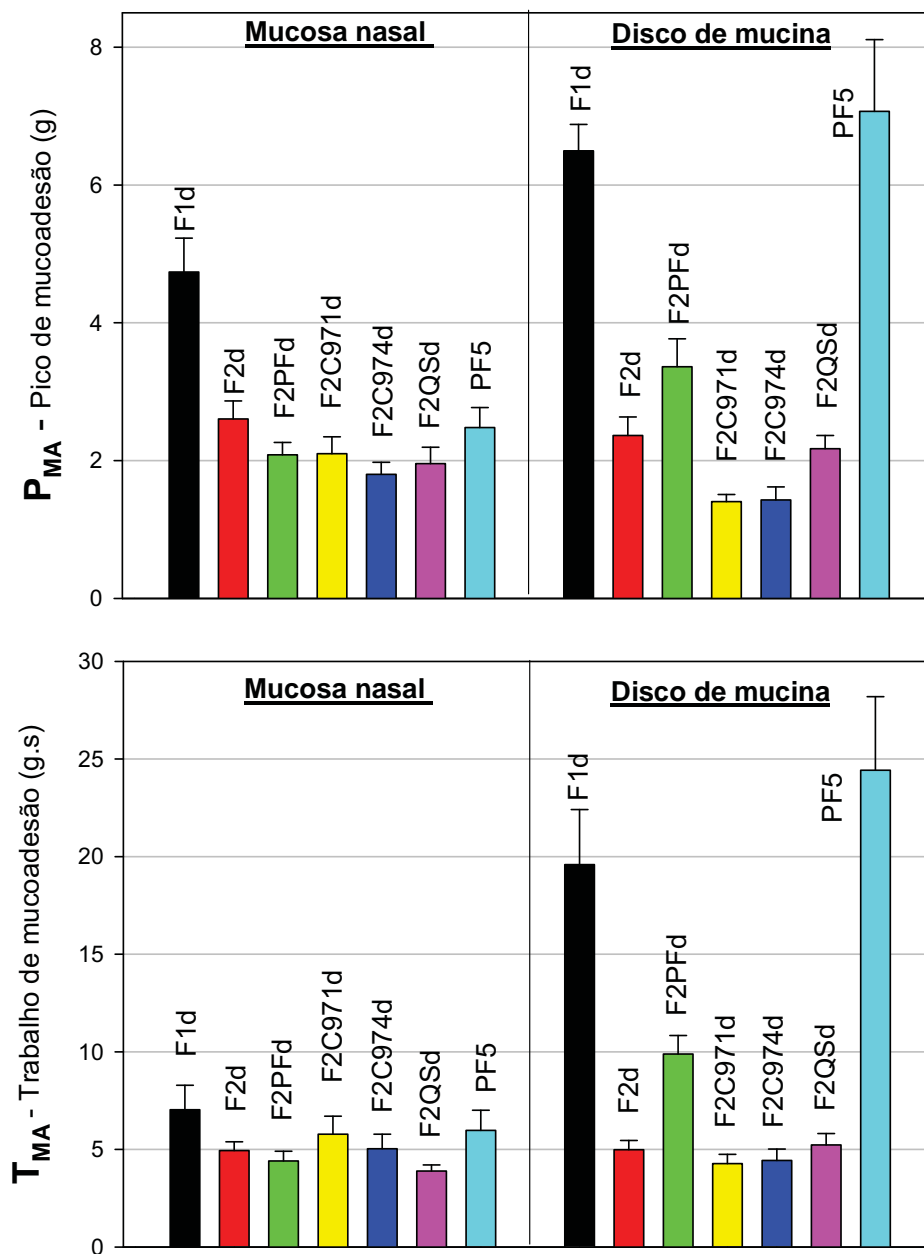 Mucosa nasal
Disco de mucina
P_MA - Pico de mucoadesão (g)
8
6
4
2
0
F1d
F2d
F2PFd
F2C971d
F2C974d
F2QSd
PF5
F1d
F2d
F2PFd
F2C971d
F2C974d
F2QSd
PF5
Mucosa nasal
Disco de mucina
T_MA - Trabalho de mucoadesão (g.s)
30
25
20
15
10
5
0
F1d
F2d
F2PFd
F2C971d
F2C974d
F2QSd
PF5
F1d
F2d
F2PFd
F2C971d
F2C974d
F2QSd
PF5